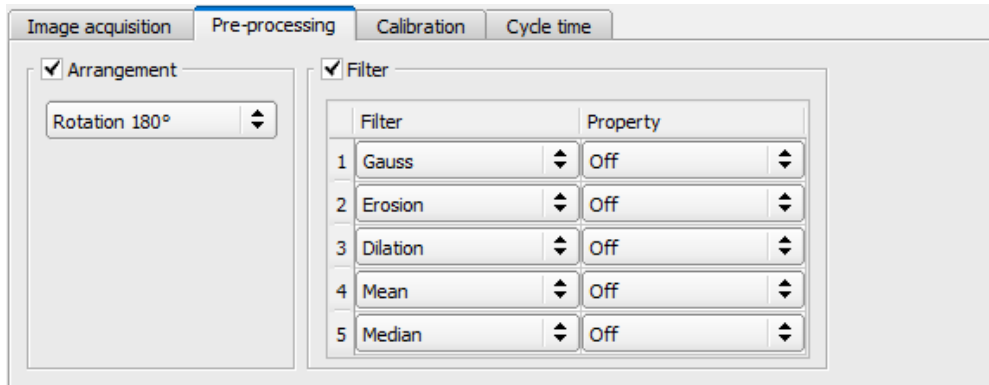 Image acquisition Pre-processing Calibration Cycle time
Arrangement Filter
Rotation 180°
Filter Property
1 Gauss Off
2 Erosion Off
3 Dilation Off
4 Mean Off
5 Median Off